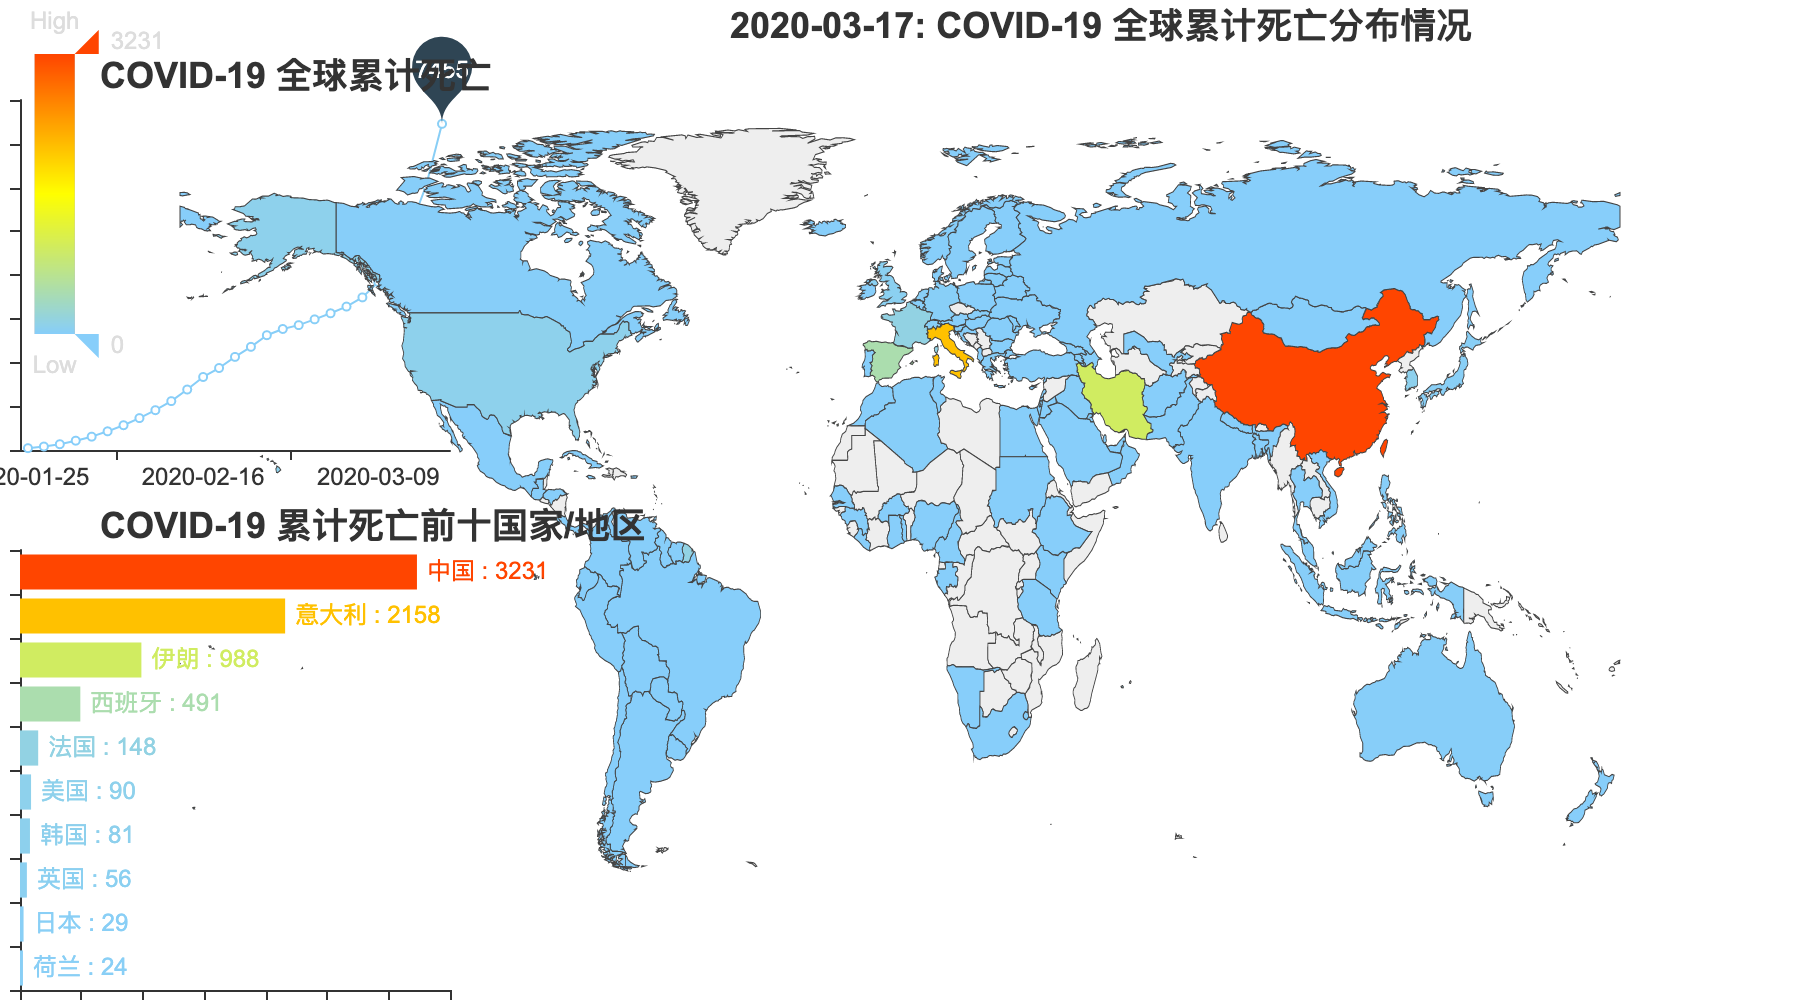 High
3231
2020-03-17: COVID-19 全球累计死亡分布情况
COVID-19 全球累计死亡
0
Low
20-01-25
2020-02-16
2020-03-09
COVID-19 累计死亡前十国家/地区
中国 : 3231
意大利 : 2158
伊朗 : 988
西班牙 : 491
法国 : 148
美国 : 90
韩国 : 81
英国 : 56
日本 : 29
荷兰 : 24